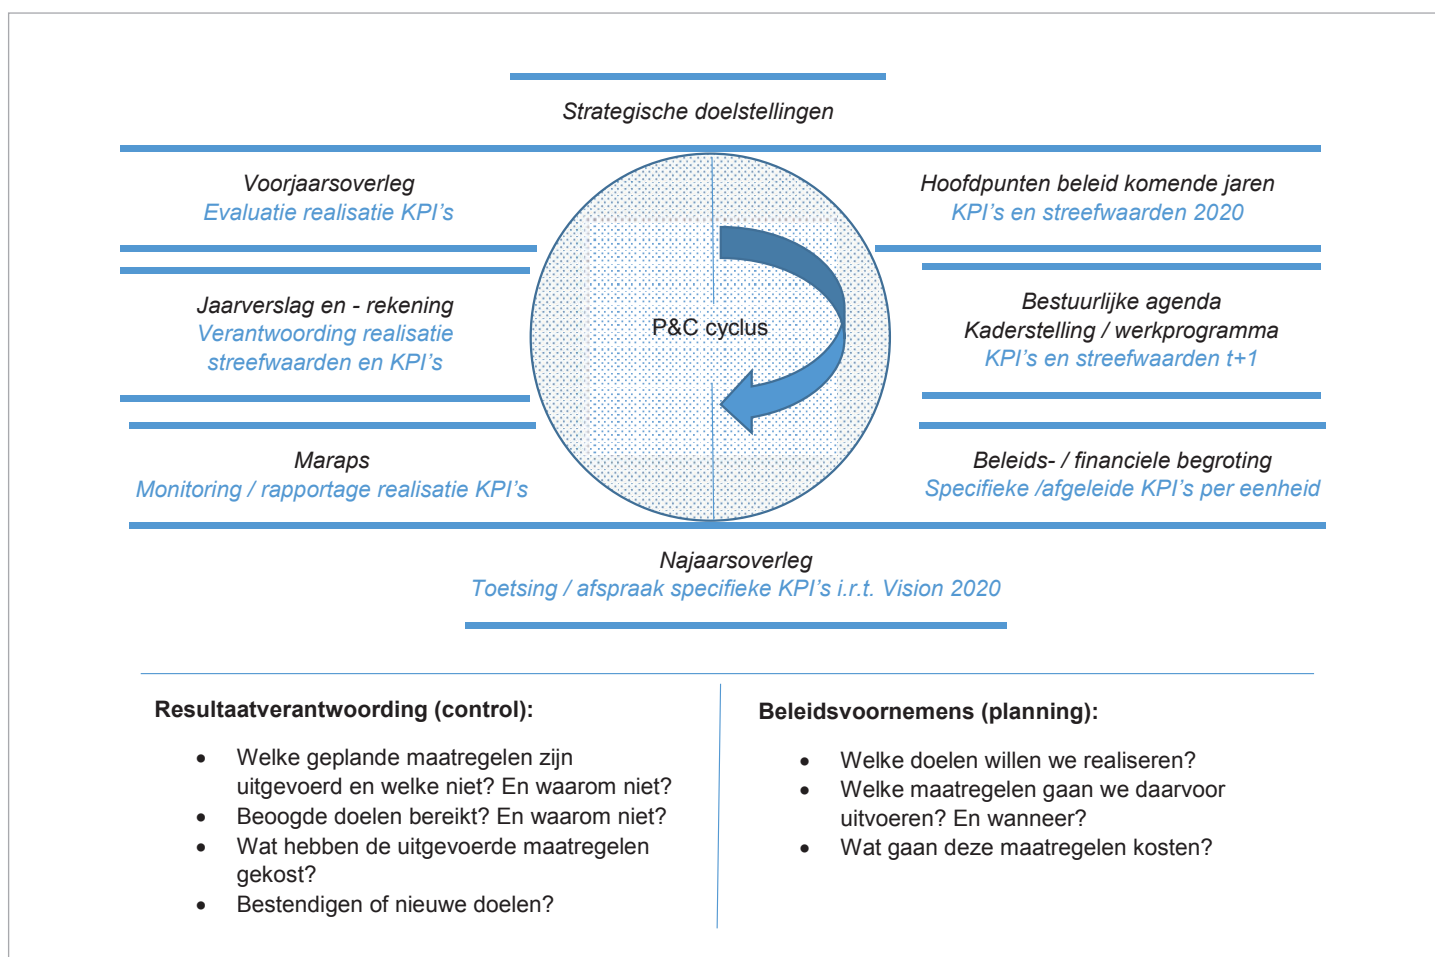 Strategische doelstellingen
Voorjaarsoverleg
Evaluatie realisatie KPI's
Hoofdpunten beleid komende jaren
KPI's en streefwaarden 2020
Jaarverslag en - rekening
Verantwoording realisatie
streefwaarden en KPI's
P&C cyclus
Bestuurlijke agenda
Kaderstelling / werkprogramma
KPI's en streefwaarden t+1
Maraps
Monitoring / rapportage realisatie KPI's
Beleids- / financiele begroting
Specifieke /afgeleide KPI's per eenheid
Najaarsoverleg
Toetsing / afspraak specifieke KPI's i.r.t. Vision 2020
Resultaatverantwoording (control):
• Welke geplande maatregelen zijn
uitgevoerd en welke niet? En waarom niet?
• Beoogde doelen bereikt? En waarom niet?
• Wat hebben de uitgevoerde maatregelen
gekost?
• Bestendigen of nieuwe doelen?
Beleidsvoornemens (planning):
• Welke doelen willen we realiseren?
• Welke maatregelen gaan we daarvoor
uitvoeren? En wanneer?
• Wat gaan deze maatregelen kosten?